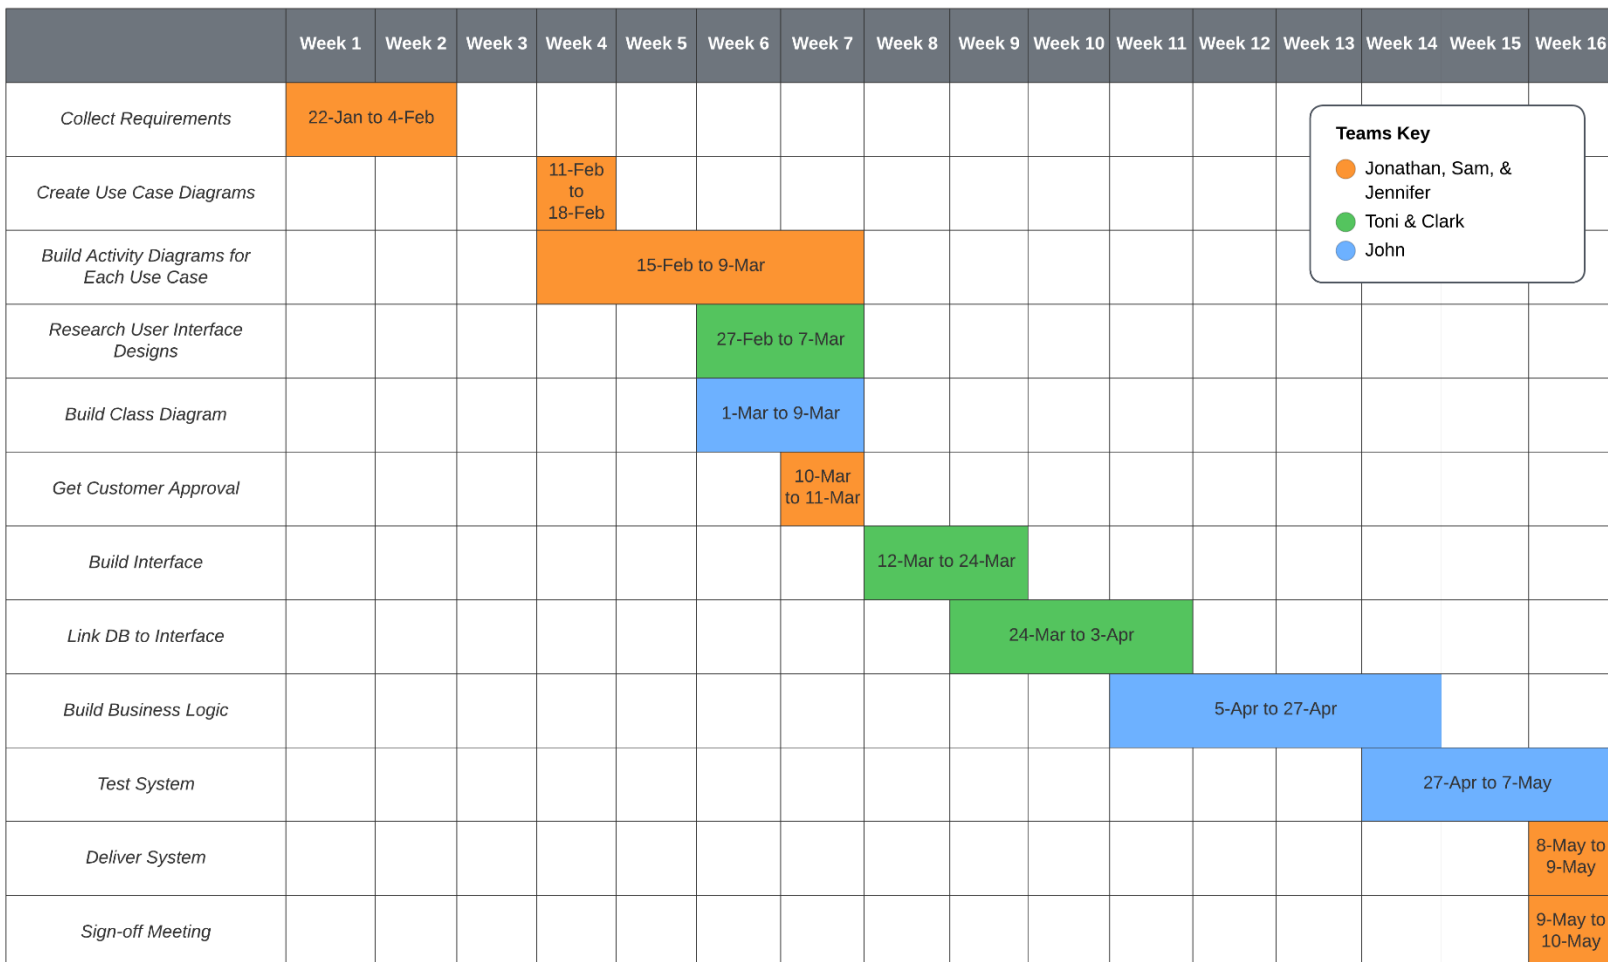 Week 1 Week 2 Week 3 Week 4 Week 5 Week 6 Week 7 Week 8 Week 9 Week 10 Week 11 Week 12 Week 13 Week 14 Week 15 Week 16
Collect Requirements
22-Jan to 4-Feb
Teams Key
Jonathan, Sam, &
Jennifer
Toni & Clark
John
Create Use Case Diagrams
11-Feb
to
18-Feb
Build Activity Diagrams for
Each Use Case
15-Feb to 9-Mar
Research User Interface
Designs
27-Feb to 7-Mar
Build Class Diagram
1-Mar to 9-Mar
Get Customer Approval
10-Mar
to 11-Mar
Build Interface
12-Mar to 24-Mar
Link DB to Interface
24-Mar to 3-Apr
Build Business Logic
5-Apr to 27-Apr
Test System
27-Apr to 7-May
Deliver System
8-May to
9-May
Sign-off Meeting
9-May to
10-May